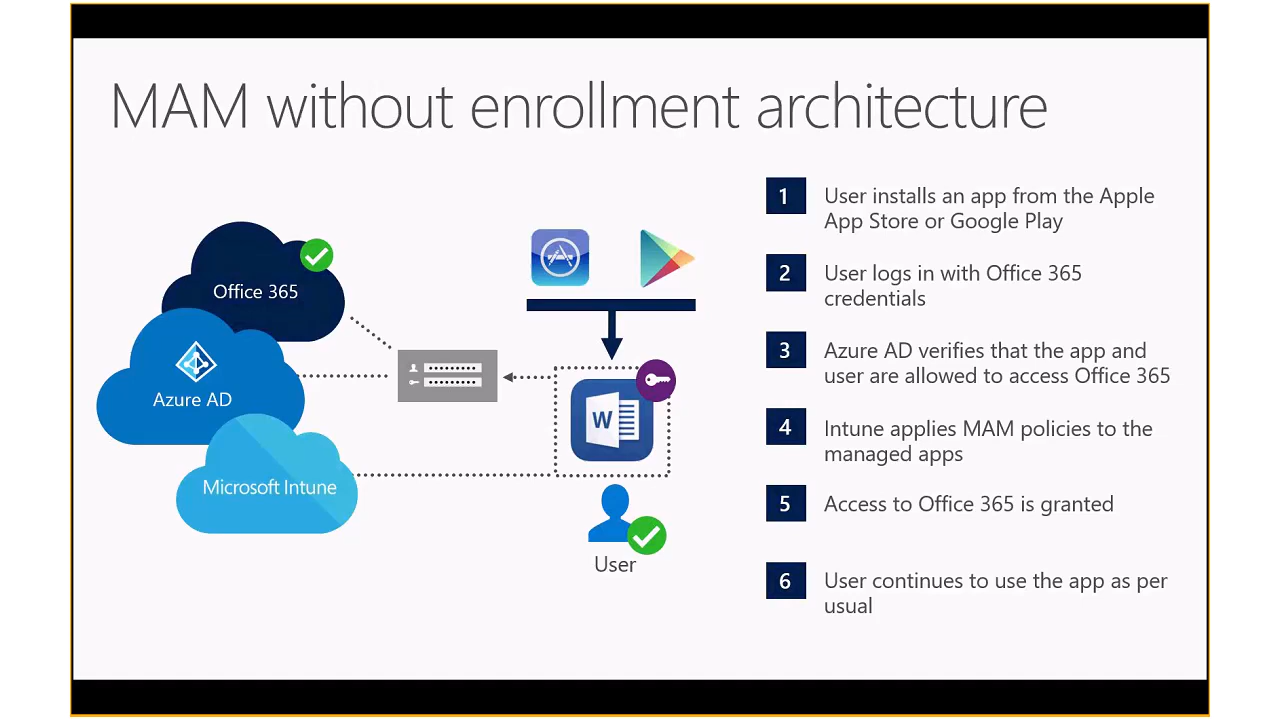 MAM without enrollment architecture
Office 365
Azure AD
Microsoft Intune
W
User
1
User installs an app from the Apple
App Store or Google Play
2
User logs in with Office 365
credentials
3
Azure AD verifies that the app and
user are allowed to access Office 365
4
Intune applies MAM policies to the
managed apps
5
Access to Office 365 is granted
6
User continues to use the app as per
usual